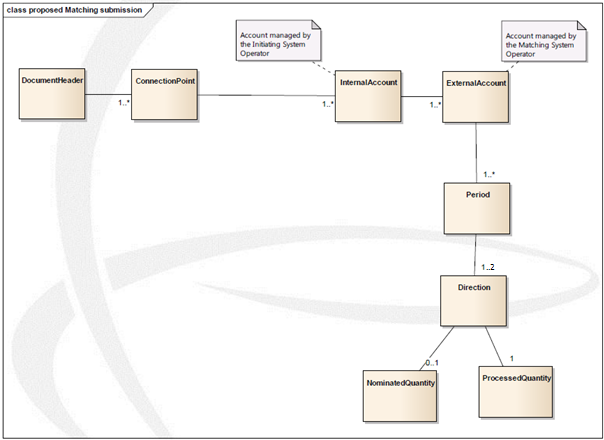 class proposed Matching submission
Account managed by
the Initiating System
Operator
Account managed by
the Matching System
Operator
DocumentHeader
ConnectionPoint
InternalAccount
ExternalAccount
1..*
1..*
1..*
1..*
Period
1..2
Direction
0..1
1
NominatedQuantity
ProcessedQuantity